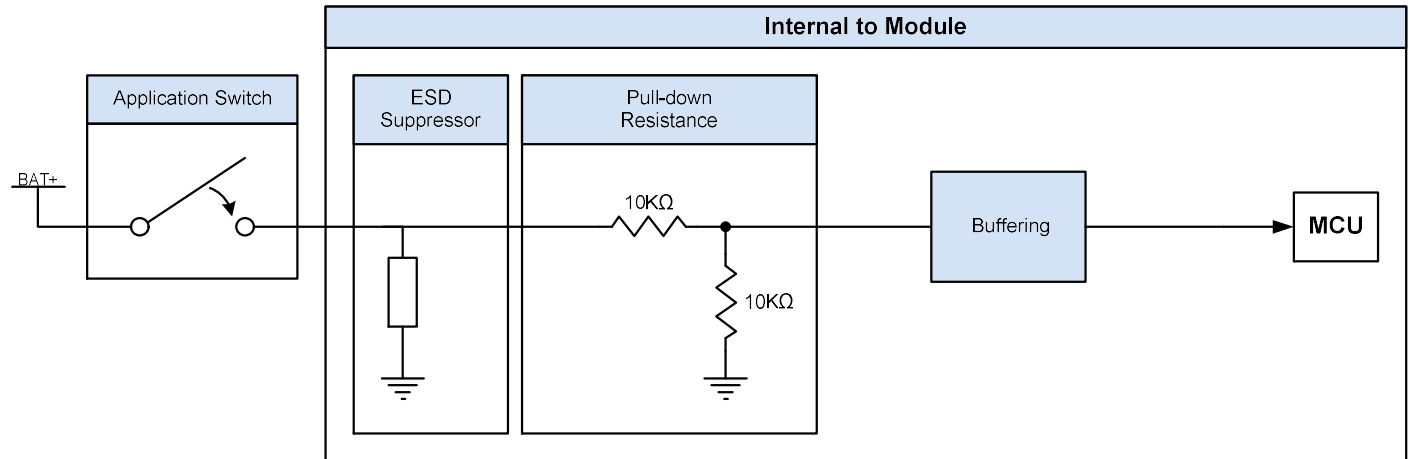 Internal to Module
Application Switch
ESD
Suppressor
Pull-down
Resistance
BAT+
10KΩ
10KΩ
Buffering
MCU